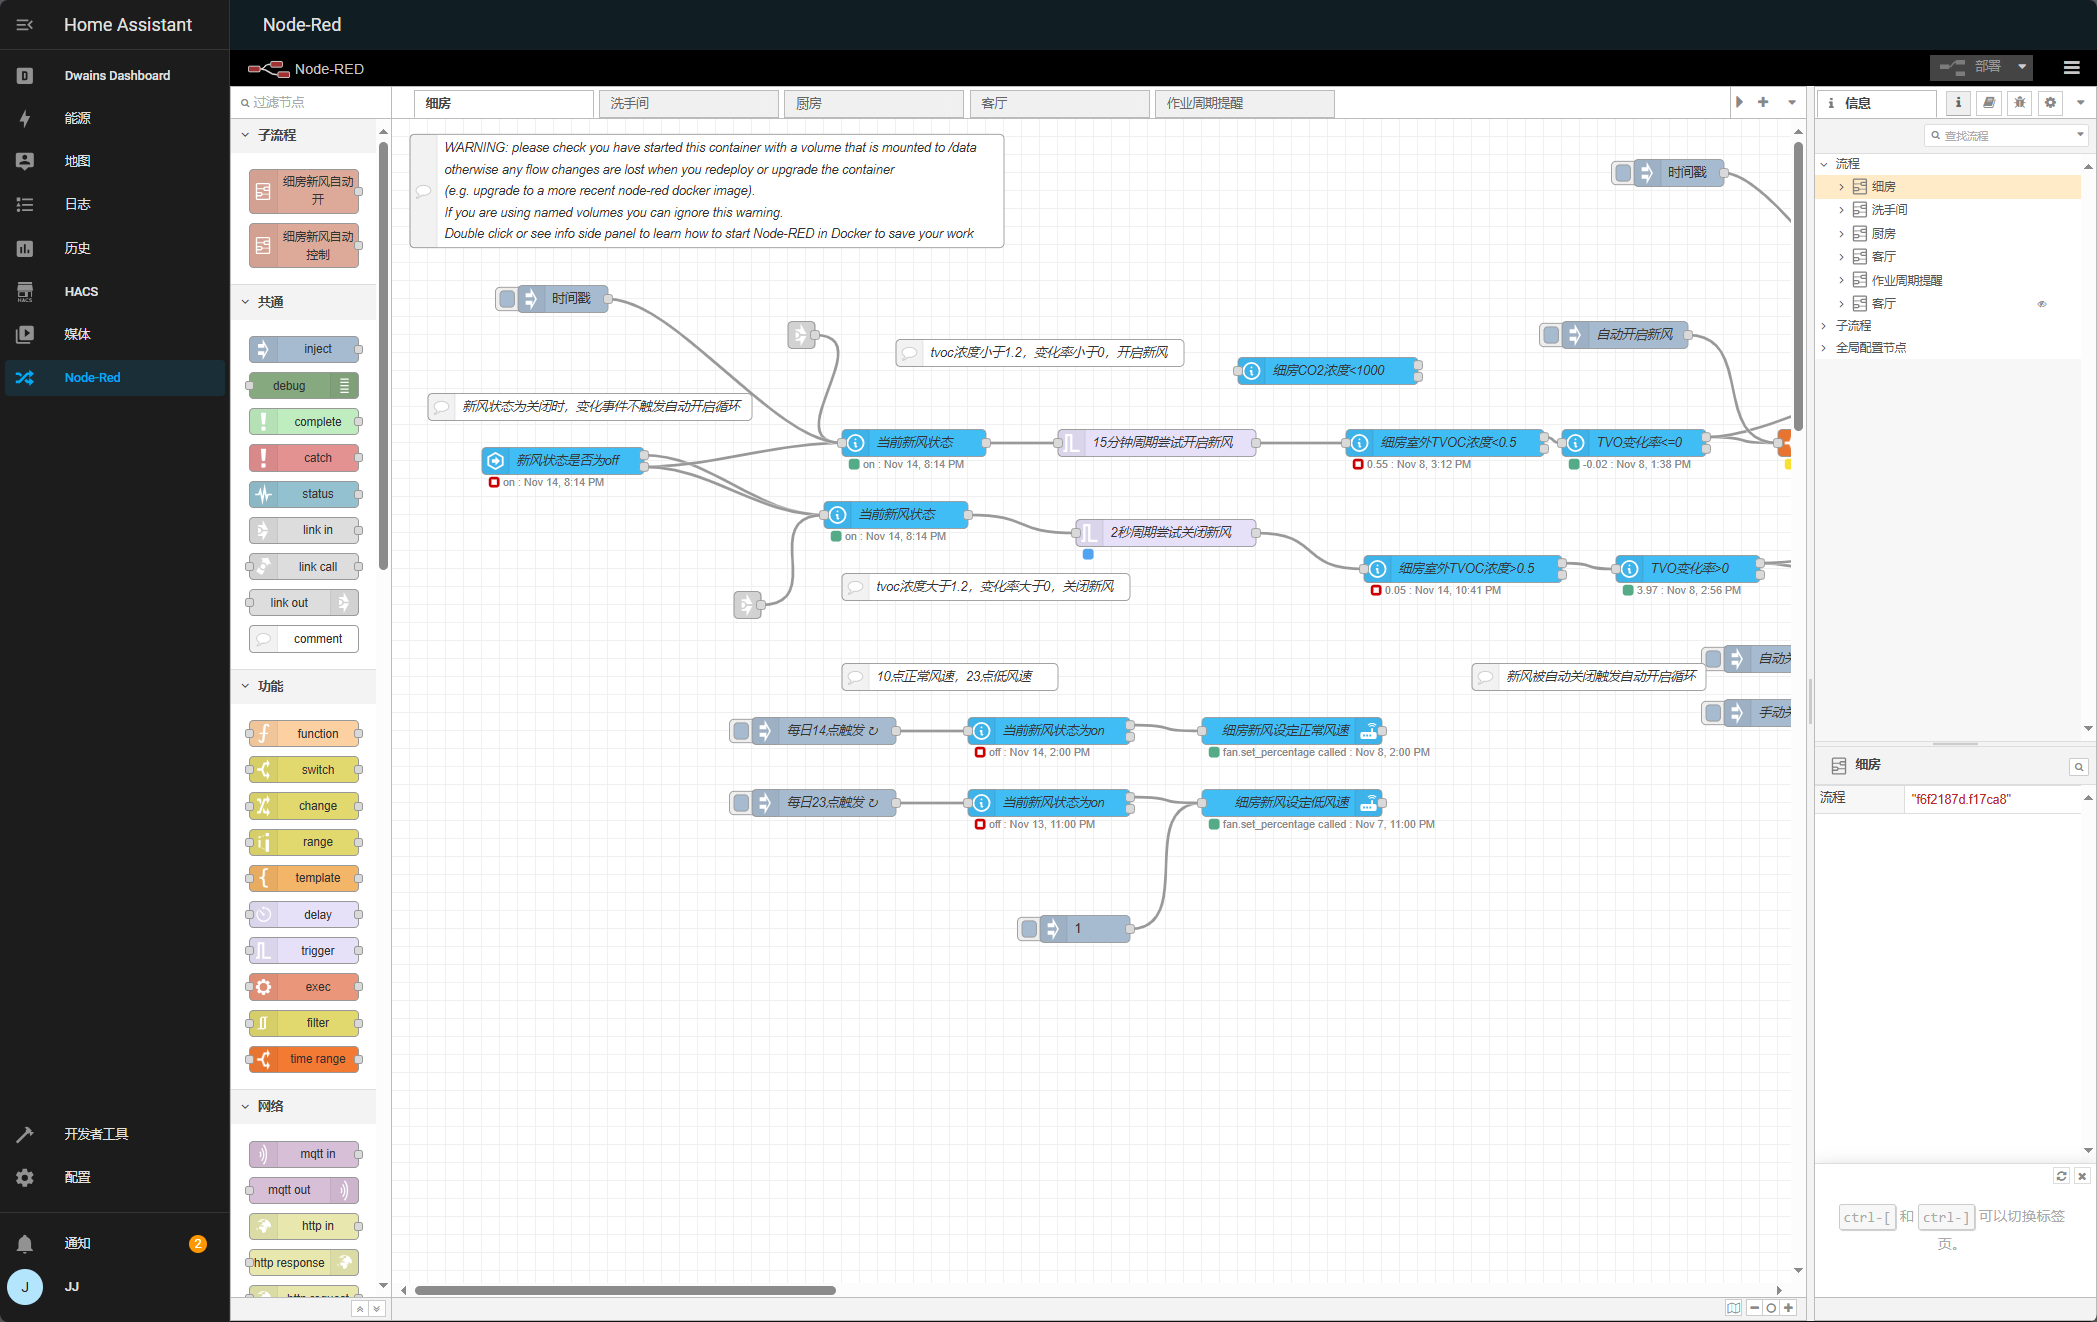 Home Assistant
Node-Red
Dwains Dashboard
能源
地图
日志
历史
HACS
媒体
Node-Red
开发者工具
配置
通知
2
J
JJ
Node-RED
部署
过滤节点
子流程
细房新风自动
开
细房新风自动
控制
共通
inject
debug
complete
catch
status
link in
link call
link out
comment
功能
function
switch
change
range
template
delay
trigger
exec
filter
time range
网络
mqtt in
mqtt out
http in
http response
http request
细房
洗手间
厨房
客厅
作业周期提醒
WARNING: please check you have started this container with a volume that is mounted to /data
otherwise any flow changes are lost when you redeploy or upgrade the container
(e.g. upgrade to a more recent node-red docker image).
If you are using named volumes you can ignore this warning.
Double click or see info side panel to learn how to start Node-RED in Docker to save your work
时间戳
时间戳
自动开启新风
tvoc浓度小于1.2，变化率小于0，开启新风
细房CO2浓度<1000
新风状态为关闭时，变化事件不触发自动开启循环
当前新风状态
on : Nov 14, 8:14 PM
15分钟周期尝试开启新风
细房室外TVOC浓度<0.5
0.55 : Nov 8, 3:12 PM
TVO变化率<=0
-0.02 : Nov 8, 1:38 PM
新风状态是否为off
on : Nov 14, 8:14 PM
当前新风状态
on : Nov 14, 8:14 PM
2秒周期尝试关闭新风
细房室外TVOC浓度>0.5
0.05 : Nov 14, 10:41 PM
TVO变化率>0
3.97 : Nov 8, 2:56 PM
tvoc浓度大于1.2，变化率大于0，关闭新风
10点正常风速，23点低风速
新风被自动关闭触发自动开启循环
自动关
手动关
每日14点触发 ↻
当前新风状态为on
off : Nov 14, 2:00 PM
细房新风设定正常风速
fan.set_percentage called : Nov 8, 2:00 PM
每日23点触发 ↻
当前新风状态为on
off : Nov 13, 11:00 PM
细房新风设定低风速
fan.set_percentage called : Nov 7, 11:00 PM
1
信息
查找流程
流程
细房
洗手间
厨房
客厅
作业周期提醒
客厅
子流程
全局配置节点
细房
流程
"f6f2187d.f17ca8"
ctrl-[ 和 ctrl-] 可以切换标签
页。